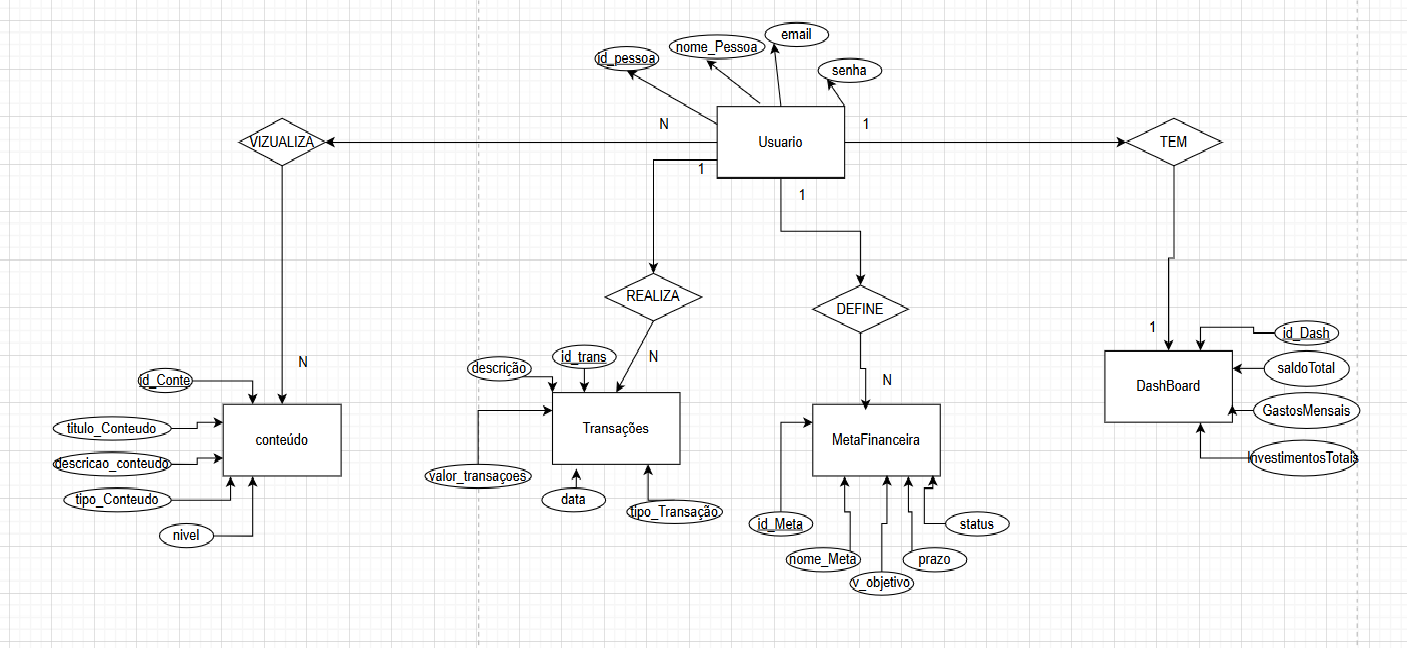 email
nome_Pessoa
id_pessoa
senha
N
1
VIZUALIZA
Usuario
TEM
1
1
REALIZA
DEFINE
1
id_Dash
N
N
descrição
id_trans
saldoTotal
id_Conte
N
DashBoard
GastosMensais
título_Conteudo
Transações
conteúdo
MetaFinanceira
InvestimentosTotais
descricao_conteudo
valor_transaçoes
tipo_Conteudo
data
tipo_Transação
id_Meta
status
nivel
nome_Meta
prazo
v_objetivo